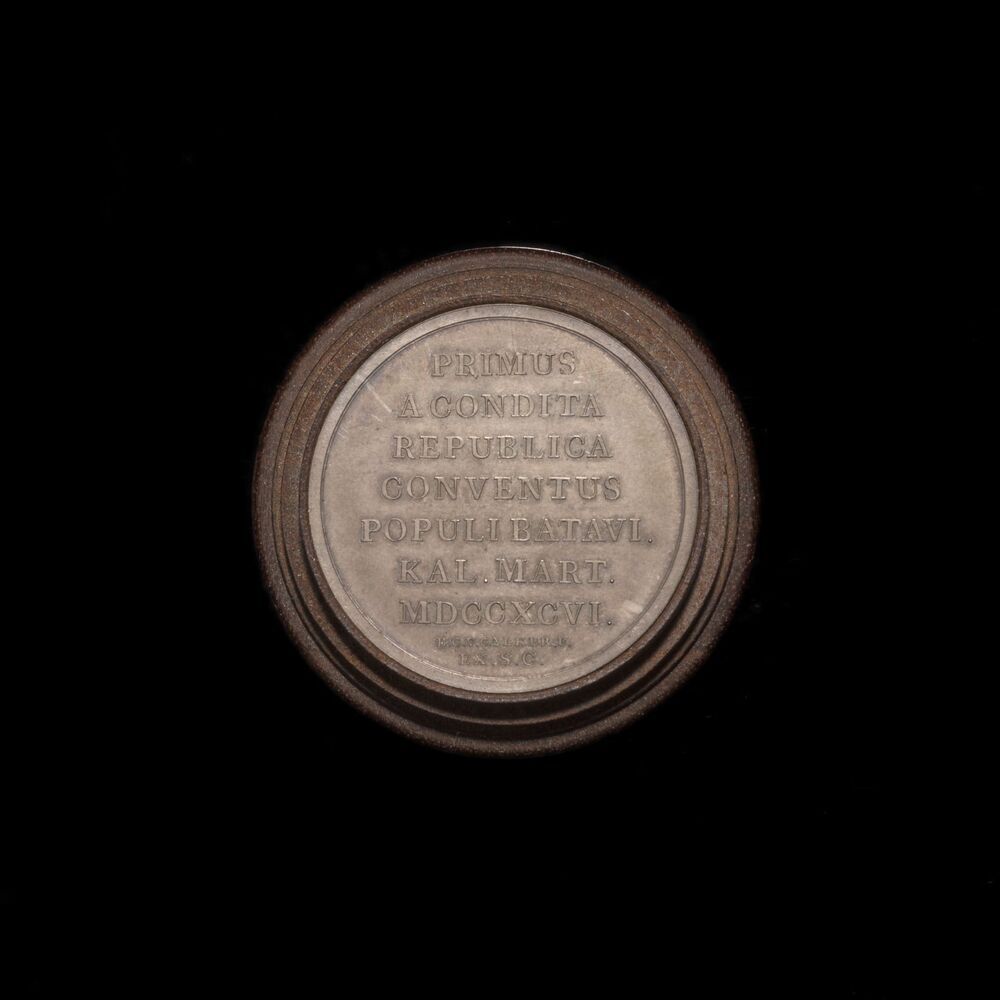 PRIMUS
A CONDITA
REPUBLICA
CONVENTUS
POPULI BATAVI.
KAL. MART.
MDCCXCVI.
EX. S. C.